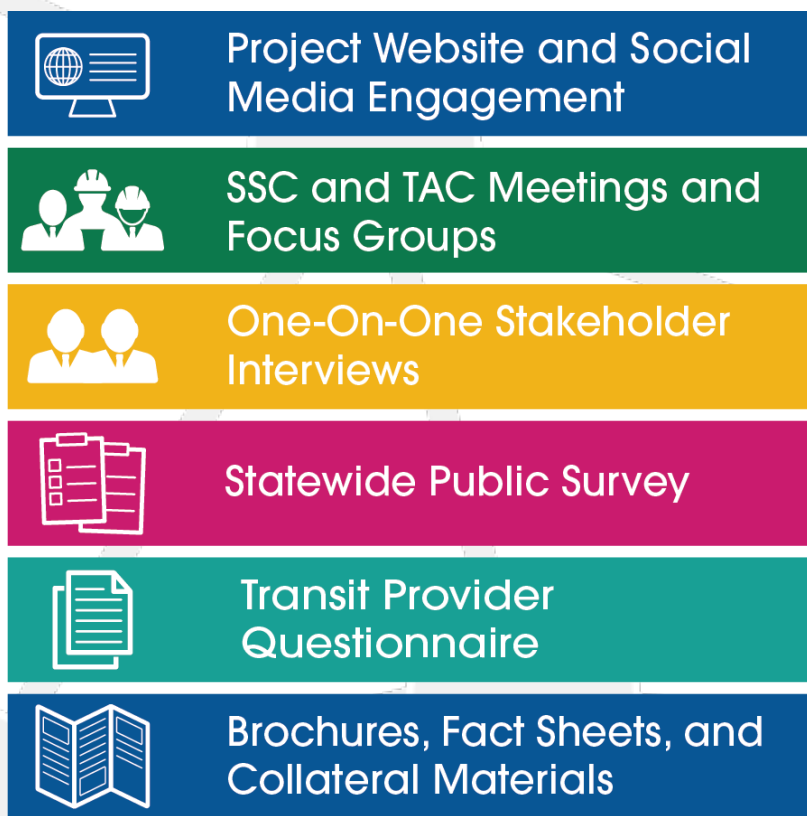 Project Website and Social
Media Engagement
SSC and TAC Meetings and
Focus Groups
One-On-One Stakeholder
Interviews
Statewide Public Survey
Transit Provider
Questionnaire
Brochures, Fact Sheets, and
Collateral Materials